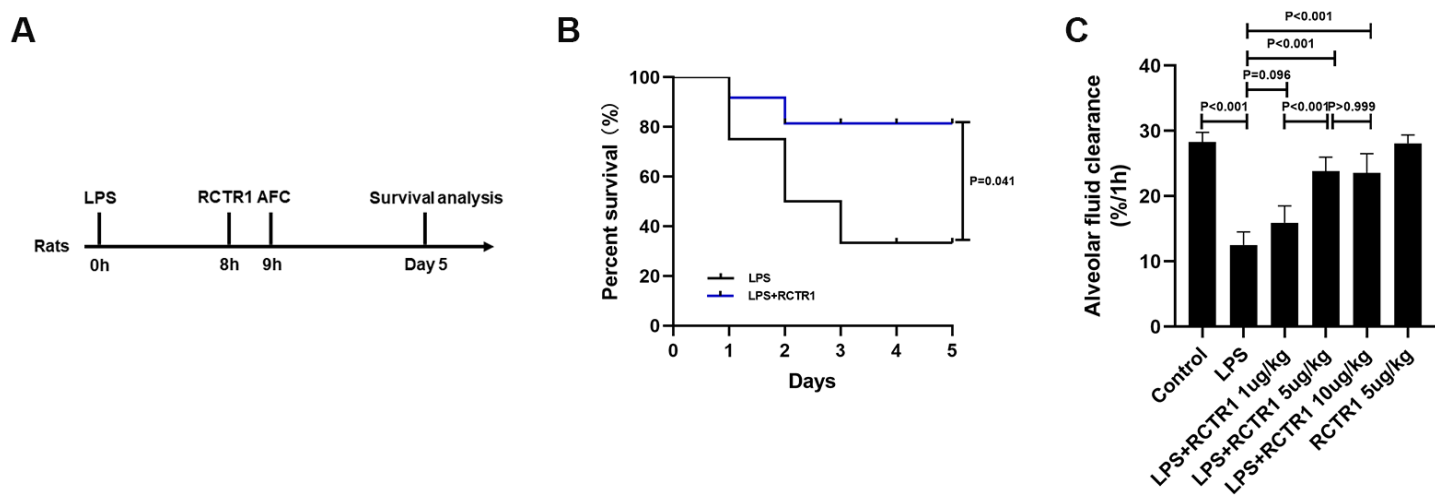 A
LPS
RCTR1 AFC
Survival analysis
Rats
0h
8h
9h
Day 5
B
Percent survival（%）
100
80
60
40
20
0
0
1
2
3
4
5
Days
LPS
LPS+RCTR1
P=0.041
C
Alveolar fluid clearance
(%/1h)
40
30
20
10
0
P<0.001
P<0.001
P=0.096
P<0.001
P<0.001
P>0.999
Control
LPS
LPS+RCTR1 1ug/kg
LPS+RCTR1 5ug/kg
LPS+RCTR1 10ug/kg
RCTR1 5ug/kg